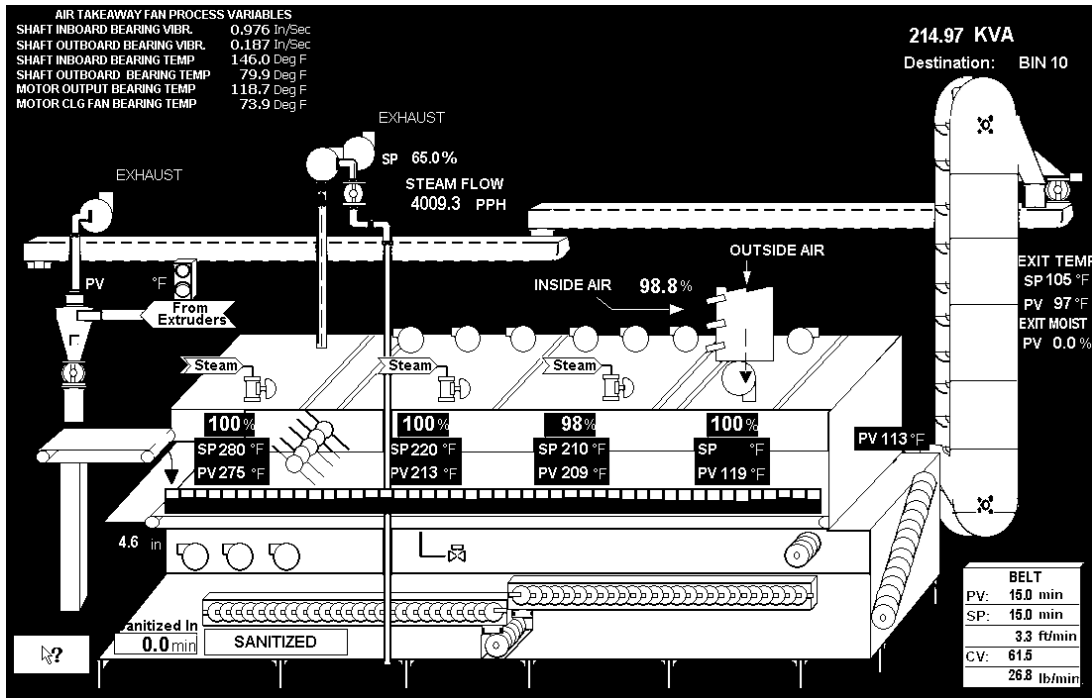 AIR TAKEAWAY FAN PROCESS VARIABLES
SHAFT INBOARD BEARING VIBR. 0.976 In/Sec
SHAFT OUTBOARD BEARING VIBR. 0.187 In/Sec
SHAFT INBOARD BEARING TEMP 146.0 Deg F
SHAFT OUTBOARD BEARING TEMP 79.9 Deg F
MOTOR OUTPUT BEARING TEMP 118.7 Deg F
MOTOR CLG FAN BEARING TEMP 73.9 Deg F
214.97 KVA
Destination: BIN 10
EXHAUST
SP 65.0 %
EXHAUST
STEAM FLOW
4009.3 PPH
OUTSIDE AIR
INSIDE AIR 98.8 %
EXIT TEMP
SP 105 °F
PV 97 °F
EXIT MOIST
PV 0.0 %
PV °F
From
Extruders
Steam
Steam
Steam
100 %
SP 280 °F
PV 275 °F
100 %
SP 220 °F
PV 213 °F
98 %
SP 210 °F
PV 209 °F
100 %
SP °F
PV 119 °F
PV 113 °F
4.6 in
BELT
PV: 15.0 min
SP: 15.0 min
3.3 ft/min
CV: 61.5
26.8 lb/min
Sanitized In
0.0 min
SANITIZED
?